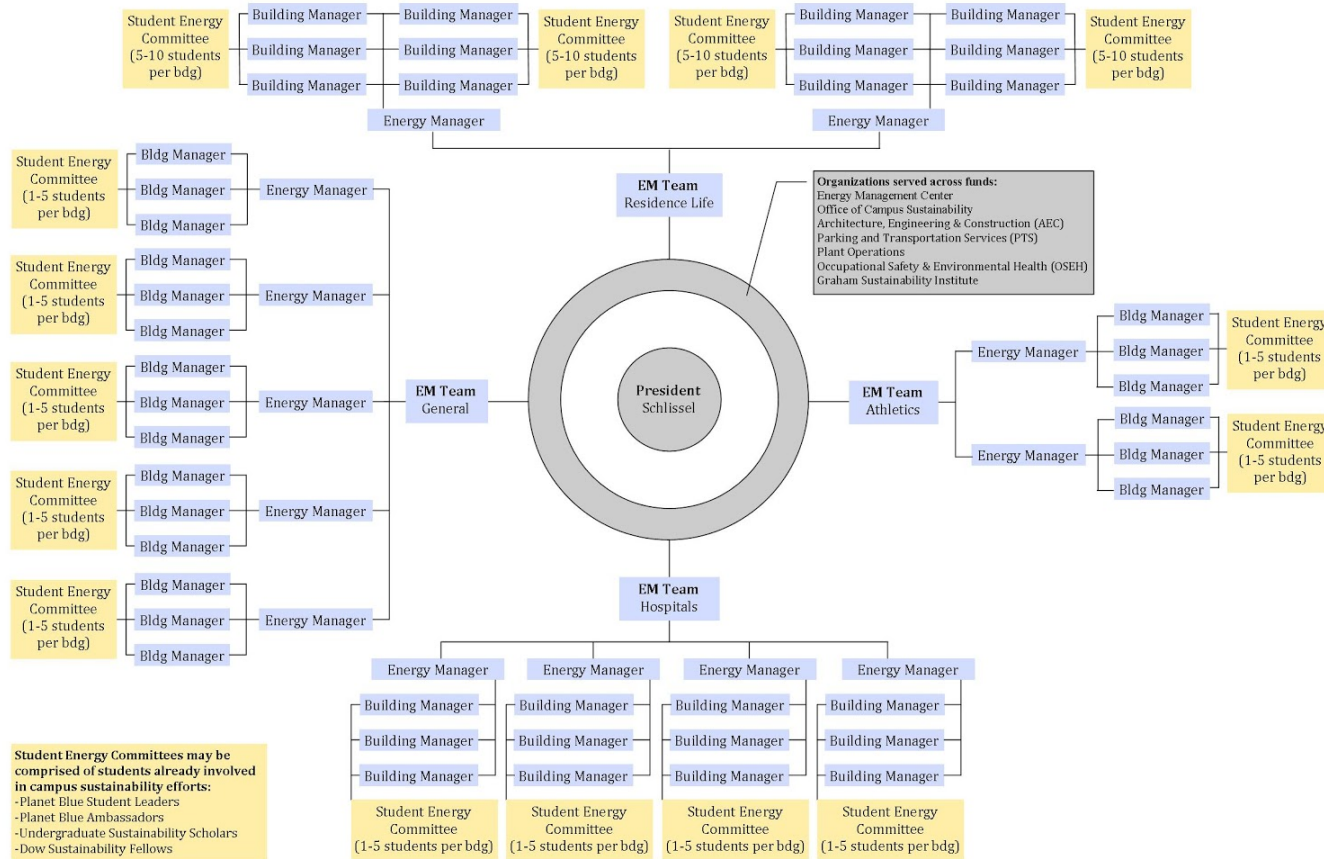 Student Energy
Committee
(5-10 students
per bdg)
Building Manager
Building Manager
Building Manager
Building Manager
Building Manager
Building Manager
Student Energy
Committee
(5-10 students
per bdg)
Energy Manager
Student Energy
Committee
(5-10 students
per bdg)
Building Manager
Building Manager
Building Manager
Building Manager
Building Manager
Building Manager
Student Energy
Committee
(5-10 students
per bdg)
Energy Manager
EM Team
Residence Life
Organizations served across funds:
Energy Management Center
Office of Campus Sustainability
Architecture, Engineering & Construction (AEC)
Parking and Transportation Services (PTS)
Plant Operations
Occupational Safety & Environmental Health (OSEH)
Graham Sustainability Institute
Student Energy
Committee
(1-5 students
per bdg)
Bldg Manager
Bldg Manager
Bldg Manager
Energy Manager
Student Energy
Committee
(1-5 students
per bdg)
Bldg Manager
Bldg Manager
Bldg Manager
Energy Manager
Student Energy
Committee
(1-5 students
per bdg)
Bldg Manager
Bldg Manager
Bldg Manager
Energy Manager
Student Energy
Committee
(1-5 students
per bdg)
Bldg Manager
Bldg Manager
Bldg Manager
Energy Manager
Student Energy
Committee
(1-5 students
per bdg)
Bldg Manager
Bldg Manager
Bldg Manager
Energy Manager
EM Team
General
President
Schlissel
EM Team
Athletics
Energy Manager
Bldg Manager
Bldg Manager
Bldg Manager
Student Energy
Committee
(1-5 students
per bdg)
Energy Manager
Bldg Manager
Bldg Manager
Bldg Manager
Student Energy
Committee
(1-5 students
per bdg)
EM Team
Hospitals
Energy Manager
Building Manager
Building Manager
Building Manager
Student Energy
Committee
(1-5 students per bdg)
Energy Manager
Building Manager
Building Manager
Building Manager
Student Energy
Committee
(1-5 students per bdg)
Energy Manager
Building Manager
Building Manager
Building Manager
Student Energy
Committee
(1-5 students per bdg)
Energy Manager
Building Manager
Building Manager
Building Manager
Student Energy
Committee
(1-5 students per bdg)
Student Energy Committees may be
comprised of students already involved
in campus sustainability efforts:
-Planet Blue Student Leaders
-Planet Blue Ambassadors
-Undergraduate Sustainability Scholars
-Dow Sustainability Fellows